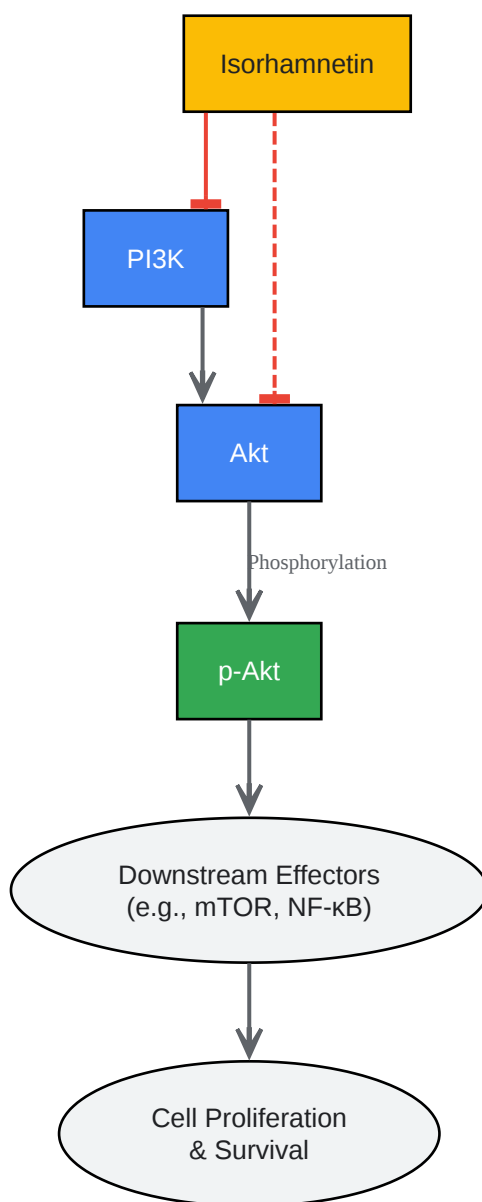 Isorhamnetin
PI3K
Akt
Phosphorylation
p-Akt
Downstream Effectors
(e.g., mTOR, NF-κB)
Cell Proliferation
& Survival